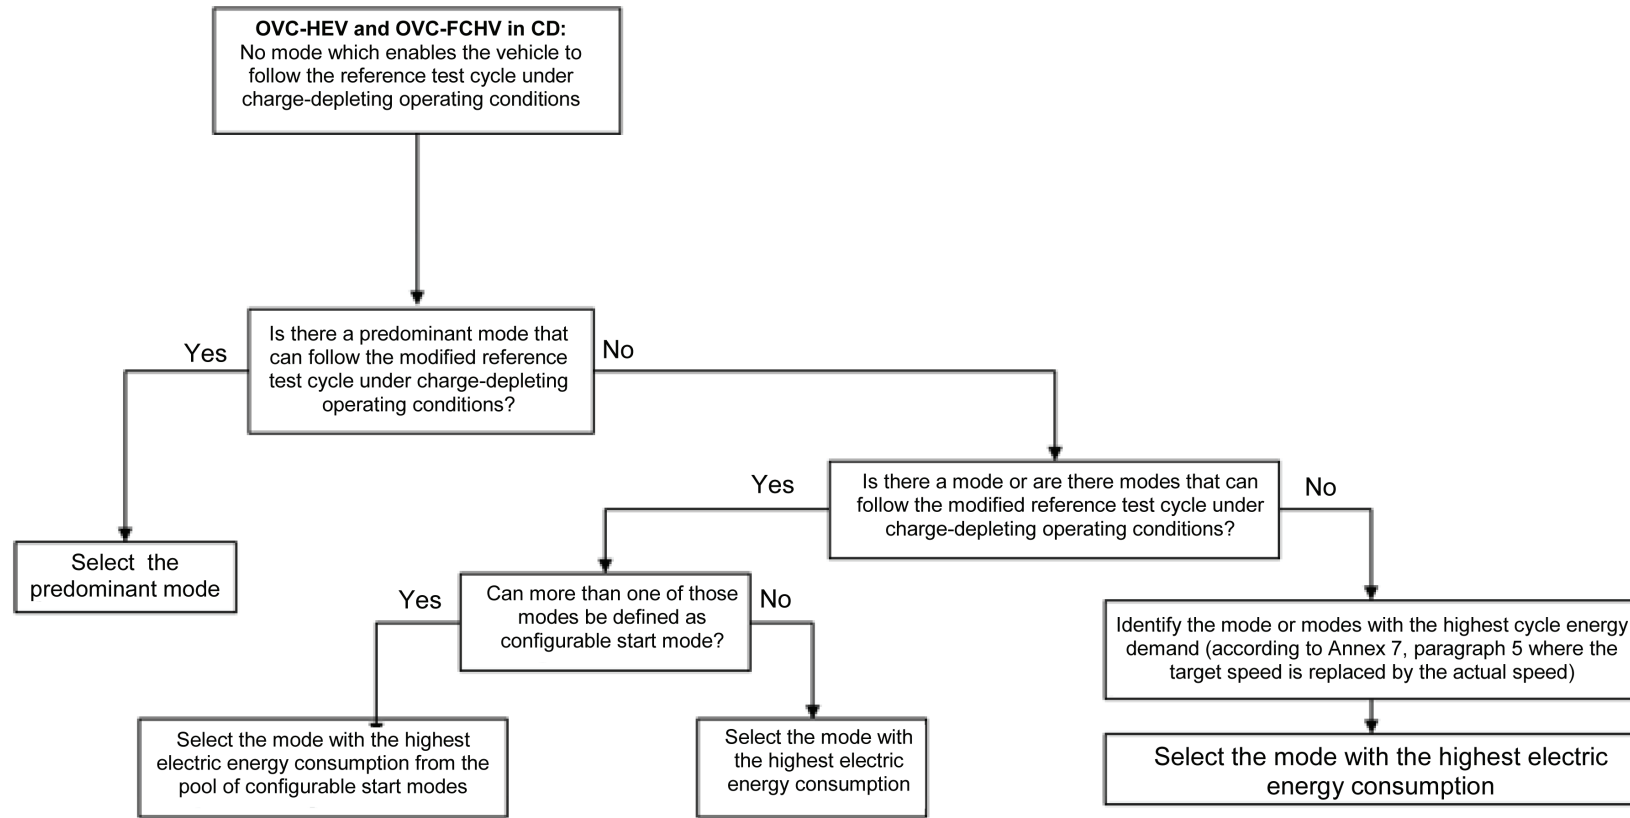 OVC-HEV and OVC-FCHV in CD:
No mode which enables the vehicle to
follow the reference test cycle under
charge-depleting operating conditions
Is there a predominant mode that
can follow the modified reference
test cycle under charge-depleting
operating conditions?
Yes
No
Select the
predominant mode
Is there a mode or are there modes that can
follow the modified reference test cycle under
charge-depleting operating conditions?
Yes
No
Can more than one of those
modes be defined as
configurable start mode?
Yes
No
Identify the mode or modes with the highest cycle energy
demand (according to Annex 7, paragraph 5 where the
target speed is replaced by the actual speed)
Select the mode with the highest
electric energy consumption from the
pool of configurable start modes
Select the mode with
the highest electric
energy consumption
Select the mode with the highest electric
energy consumption